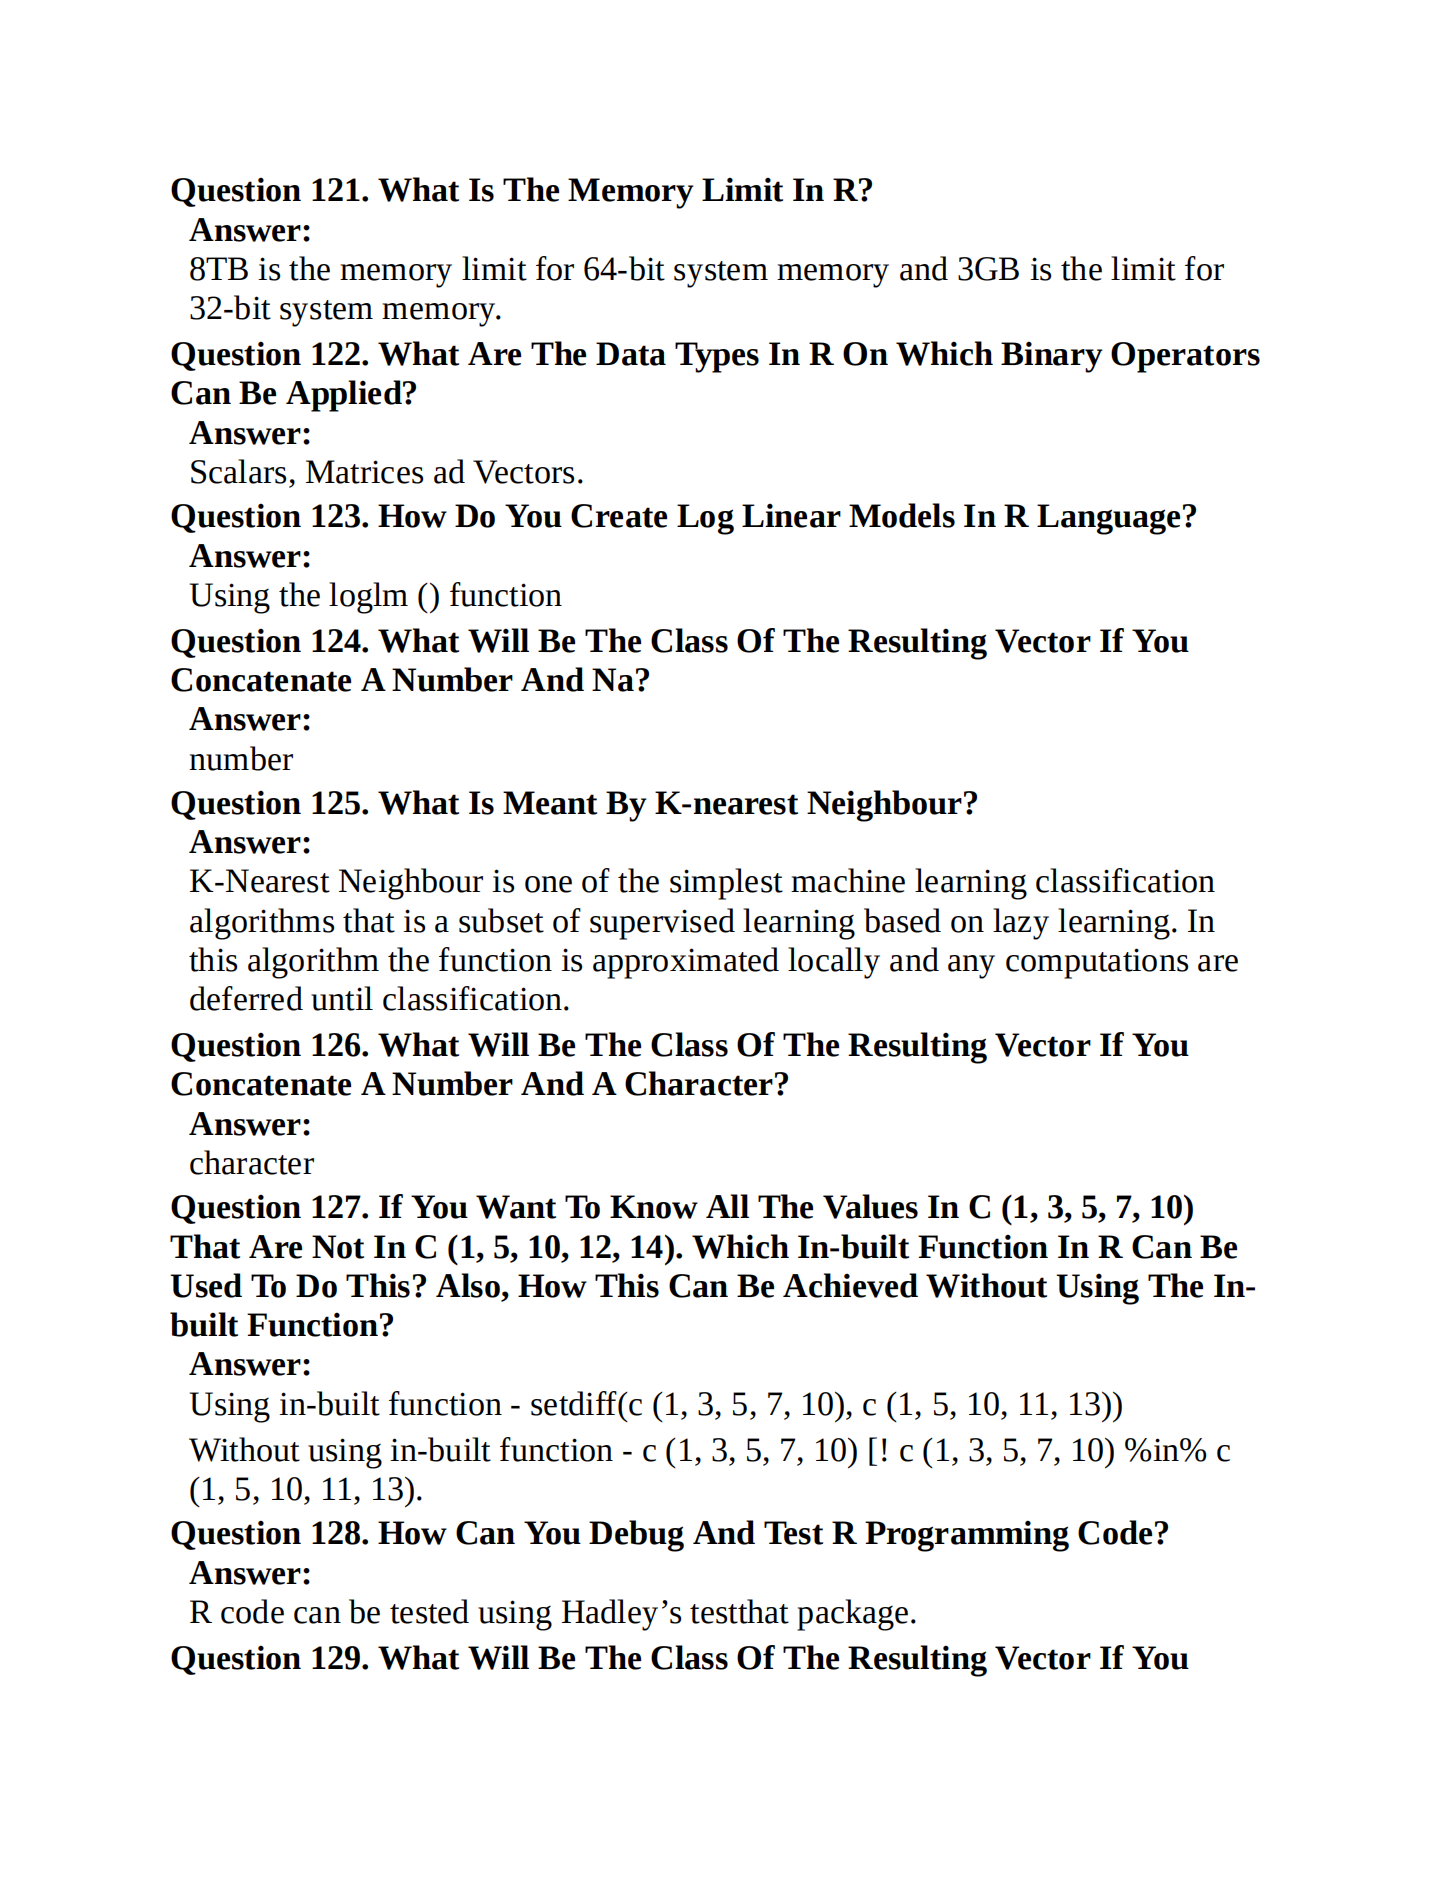 Question 121. What Is The Memory Limit In R?
Answer:
8TB is the memory limit for 64-bit system memory and 3GB is the limit for
32-bit system memory.
Question 122. What Are The Data Types In R On Which Binary Operators
Can Be Applied?
Answer:
Scalars, Matrices ad Vectors.
Question 123. How Do You Create Log Linear Models In R Language?
Answer:
Using the loglm () function
Question 124. What Will Be The Class Of The Resulting Vector If You
Concatenate A Number And Na?
Answer:
number
Question 125. What Is Meant By K-nearest Neighbour?
Answer:
K-Nearest Neighbour is one of the simplest machine learning classification
algorithms that is a subset of supervised learning based on lazy learning. In
this algorithm the function is approximated locally and any computations are
deferred until classification.
Question 126. What Will Be The Class Of The Resulting Vector If You
Concatenate A Number And A Character?
Answer:
character
Question 127. If You Want To Know All The Values In C (1, 3, 5, 7, 10)
That Are Not In C (1, 5, 10, 12, 14). Which In-built Function In R Can Be
Used To Do This? Also, How This Can Be Achieved Without Using The In-
built Function?
Answer:
Using in-built function - setdiff(c (1, 3, 5, 7, 10), c (1, 5, 10, 11, 13))
Without using in-built function - c (1, 3, 5, 7, 10) [! c (1, 3, 5, 7, 10) %in% c
(1, 5, 10, 11, 13).
Question 128. How Can You Debug And Test R Programming Code?
Answer:
R code can be tested using Hadley’s testthat package.
Question 129. What Will Be The Class Of The Resulting Vector If You